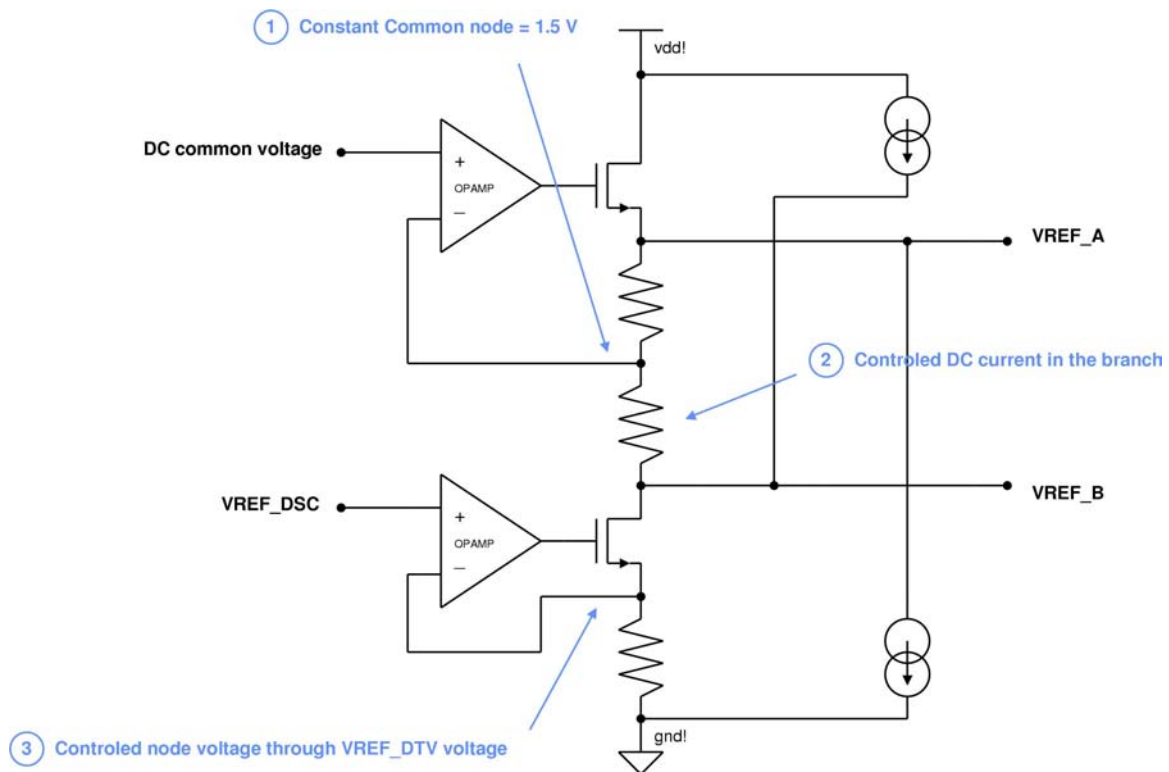 1 Constant Common node = 1.5 V
vdd!
DC common voltage
+
OPAMP
–
VREF_A
2 Controled DC current in the branch
VREF_DSC
+
OPAMP
–
VREF_B
3 Controled node voltage through VREF_DTV voltage
gnd!